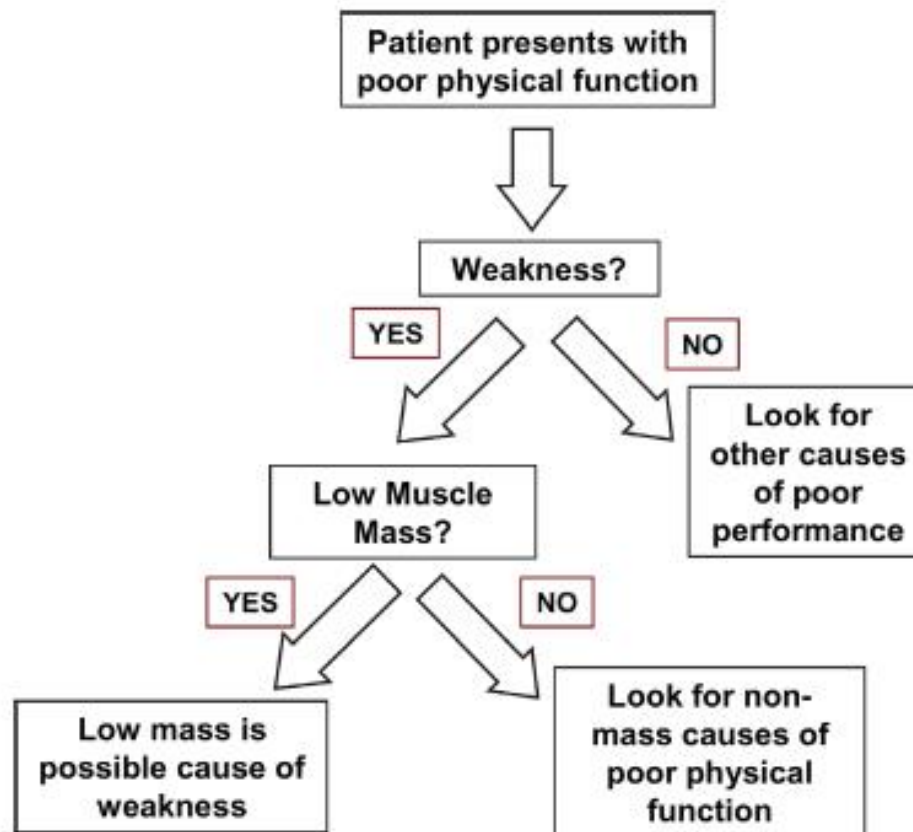 Patient presents with
poor physical function
Weakness?
YES
NO
Look for
other causes
of poor
performance
Low Muscle
Mass?
YES
NO
Low mass is
possible cause of
weakness
Look for non-
mass causes of
poor physical
function